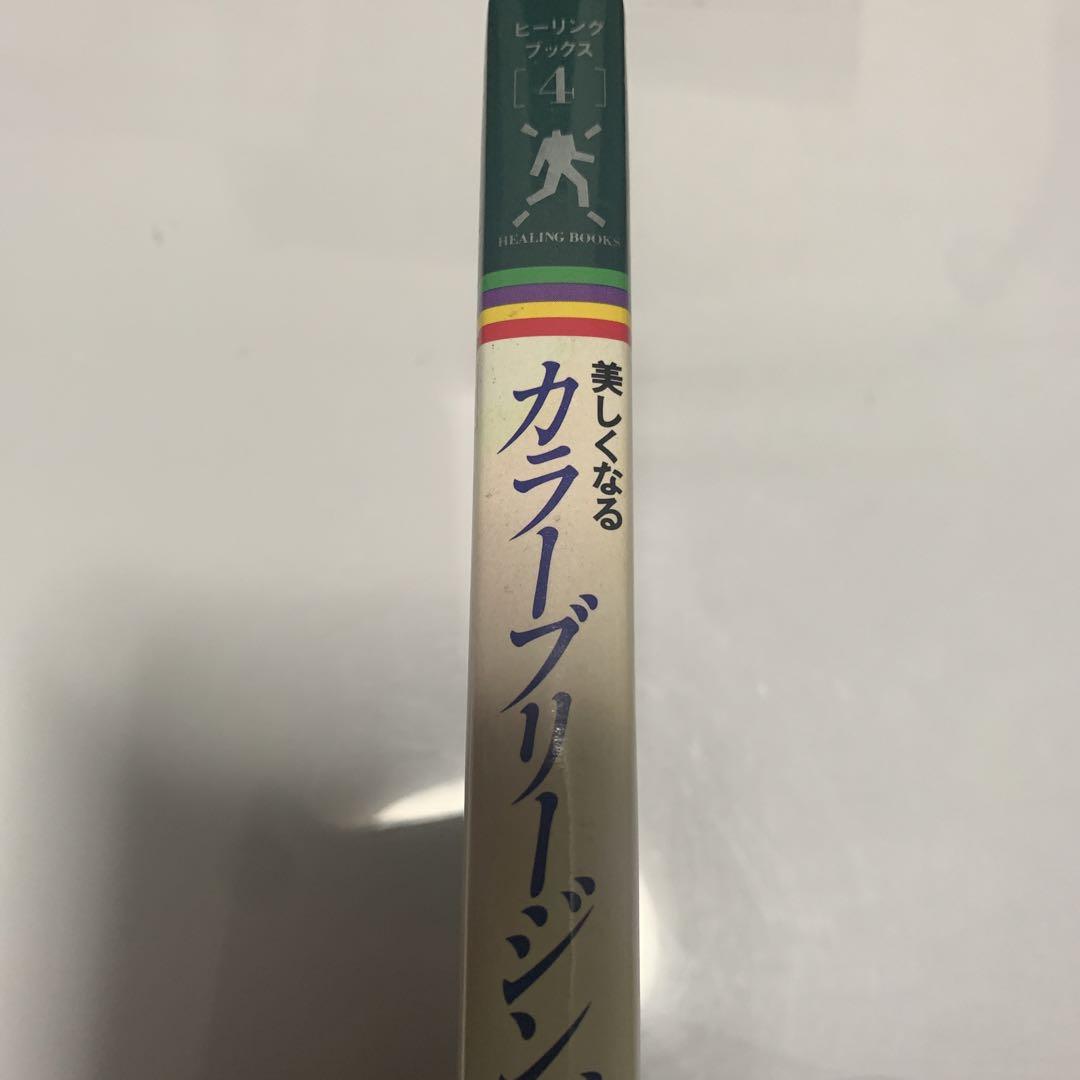 ヒーリング
ブックス
[4]
HEALING BOOKS
美しくなる
カラーブリージン